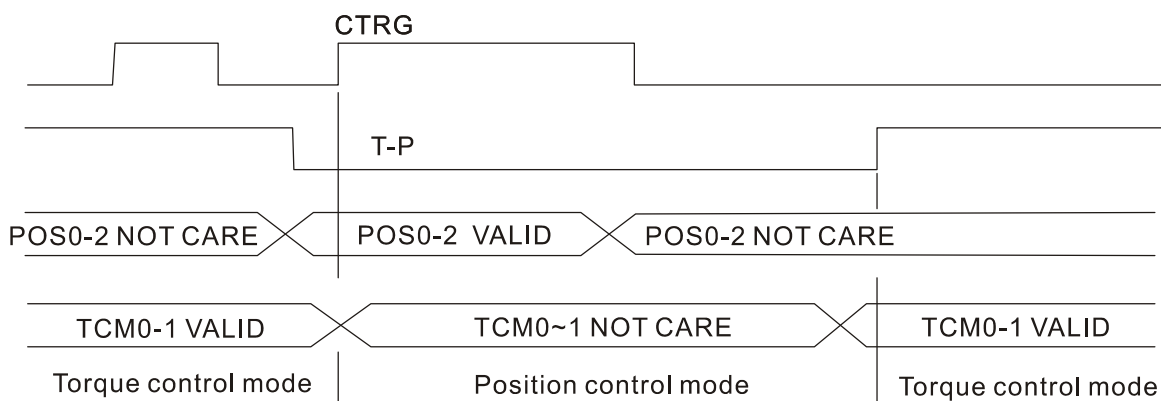 CTRG
T-P
POS0-2 NOT CARE POS0-2 VALID POS0-2 NOT CARE
TCM0-1 VALID TCM0~1 NOT CARE TCM0-1 VALID
Torque control mode Position control mode Torque control mode